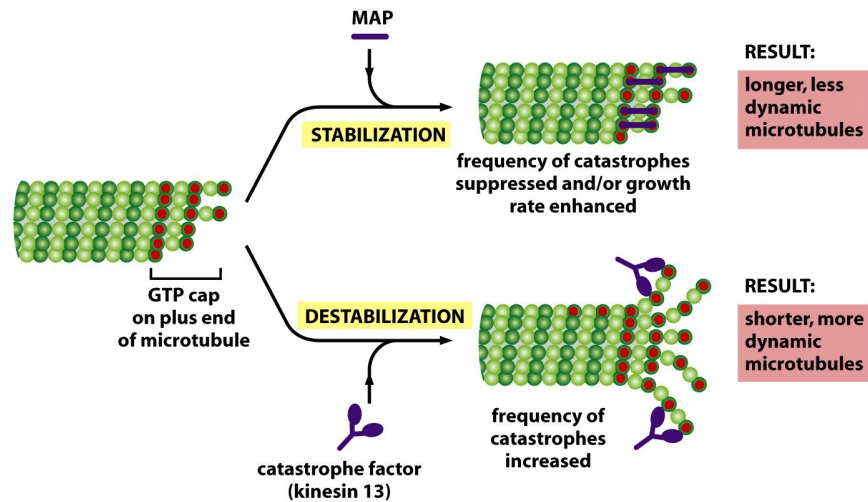 MAP
STABILIZATION
frequency of catastrophes
suppressed and/or growth
rate enhanced
RESULT:
longer, less
dynamic
microtubules
GTP cap
on plus end
of microtubule
DESTABILIZATION
catastrophe factor
(kinesin 13)
frequency of
catastrophes
increased
RESULT:
shorter, more
dynamic
microtubules